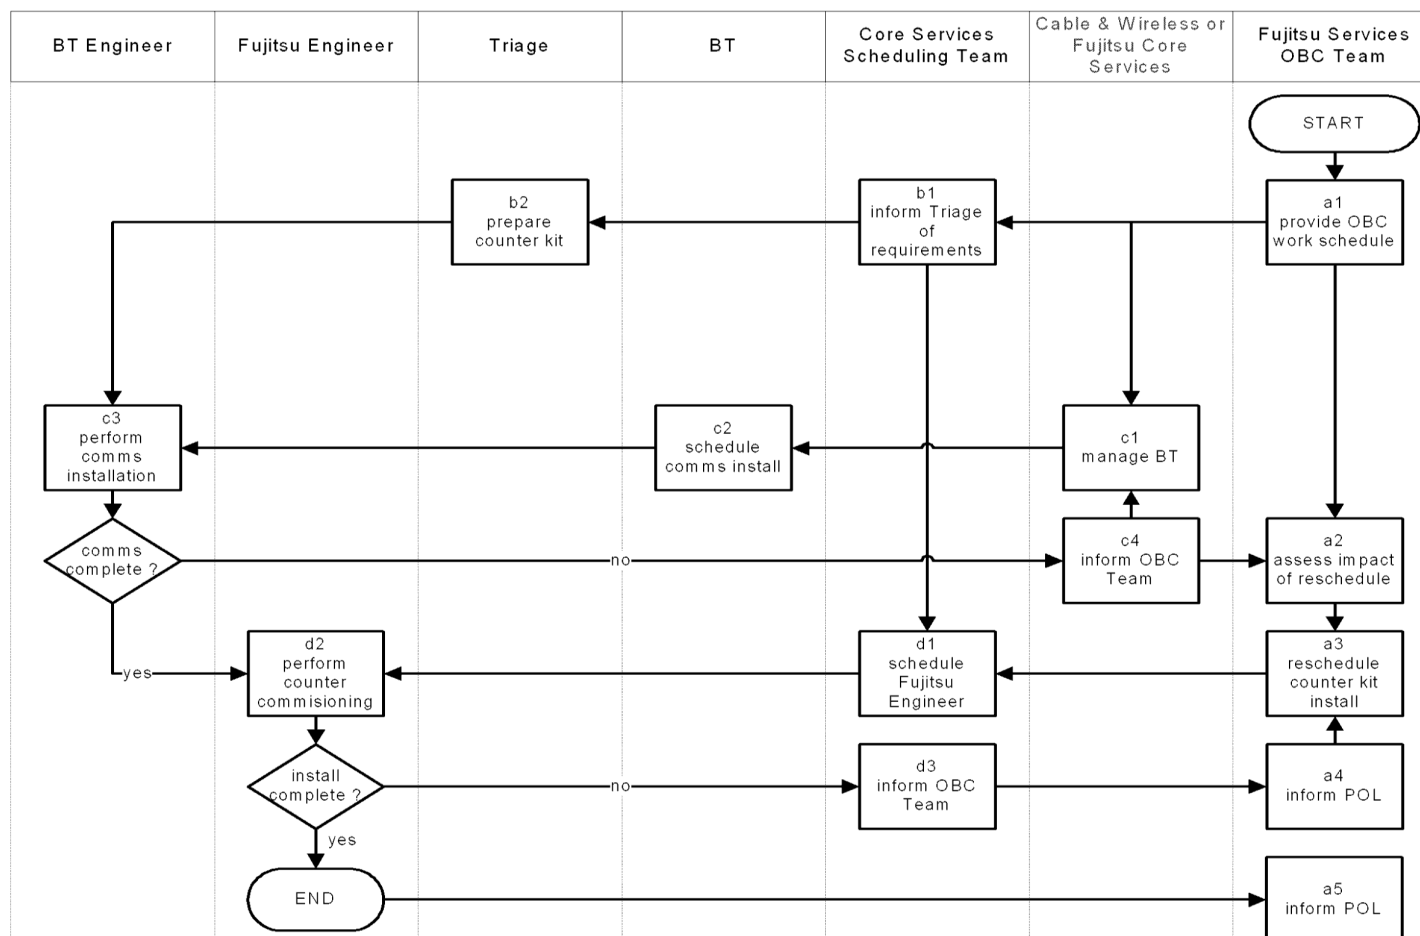 BT Engineer
Fujitsu Engineer
Triage
BT
Core Services
Scheduling Team
Cable & Wireless or
Fujitsu Core
Services
Fujitsu Services
OBC Team
START
b2
prepare
counter kit
b1
inform Triage
of
requirements
a1
provide OBC
work schedule
c3
perform
comms
installation
c2
schedule
comms install
c1
manage BT
comms
complete ?
no
c4
inform OBC
Team
a2
assess impact
of reschedule
yes
d2
perform
counter
commisioning
d1
schedule
Fujitsu
Engineer
a3
reschedule
counter kit
install
install
complete ?
no
d3
inform OBC
Team
a4
inform POL
yes
END
a5
inform POL